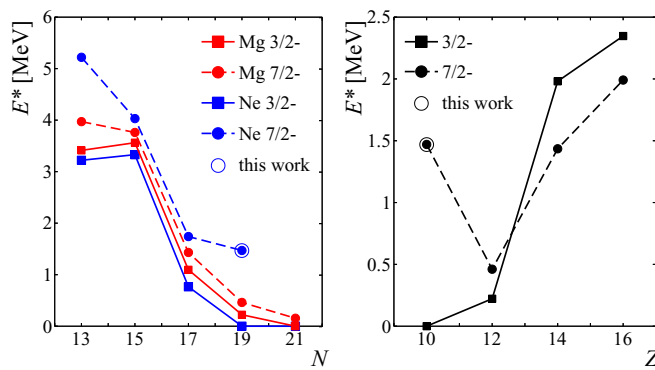 E* [MeV]
6
5
4
3
2
1
0
13 15 17 19 21
N
Mg 3/2-
Mg 7/2-
Ne 3/2-
Ne 7/2-
this work
E* [MeV]
2.5
2
1.5
1
0.5
0
10 12 14 16
Z
3/2-
7/2-
this work